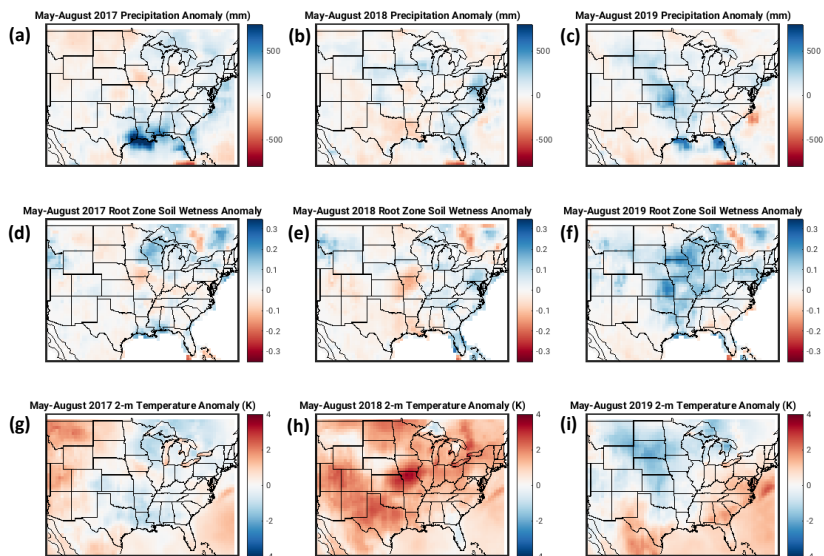 May-August 2017 Precipitation Anomaly (mm)
May-August 2018 Precipitation Anomaly (mm)
May-August 2019 Precipitation Anomaly (mm)
(a)
(b)
(c)
500
0
-500
500
0
-500
500
0
-500
May-August 2017 Root Zone Soil Wetness Anomaly
May-August 2018 Root Zone Soil Wetness Anomaly
May-August 2019 Root Zone Soil Wetness Anomaly
(d)
(e)
(f)
0.3
0.2
0.1
0
-0.1
-0.2
-0.3
0.3
0.2
0.1
0
-0.1
-0.2
-0.3
0.3
0.2
0.1
0
-0.1
-0.2
-0.3
May-August 2017 2-m Temperature Anomaly (K)
May-August 2018 2-m Temperature Anomaly (K)
May-August 2019 2-m Temperature Anomaly (K)
(g)
(h)
(i)
4
2
0
-2
4
2
0
-2
-4
4
2
0
-2
-4